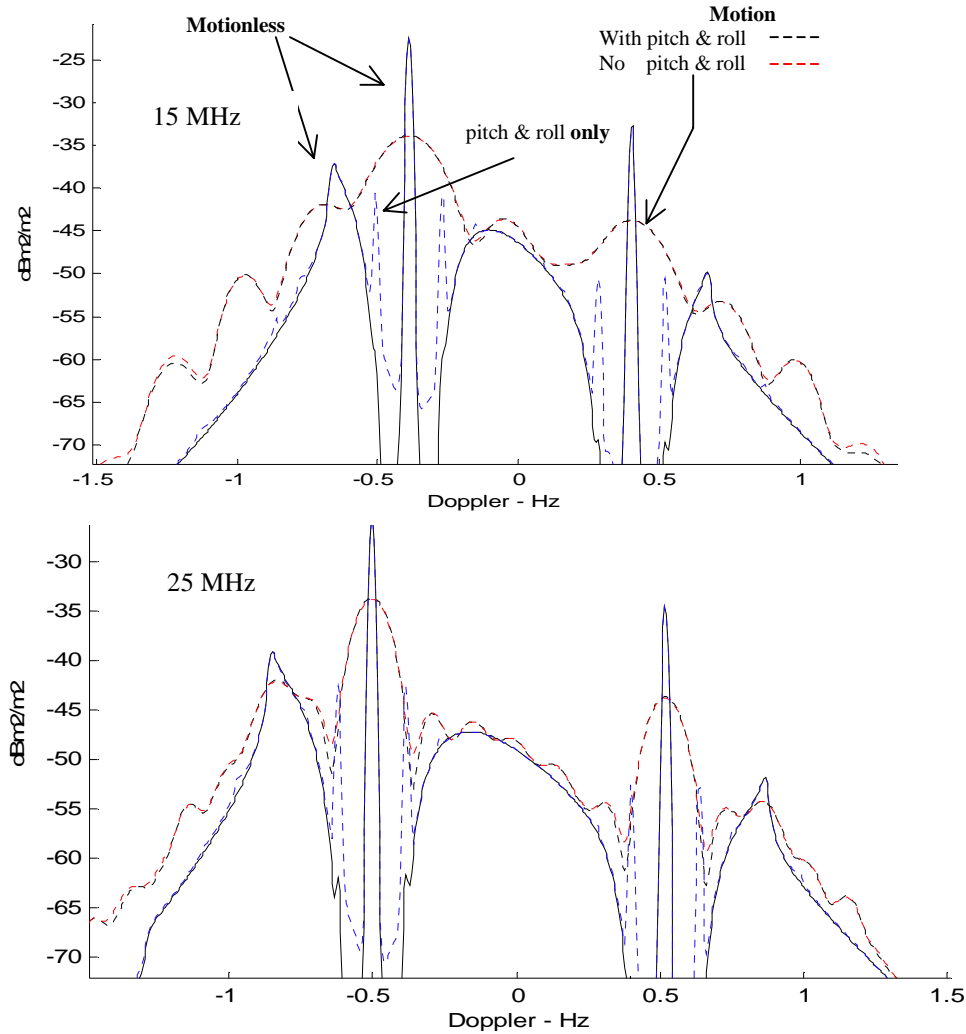 Motion
Motionless
With pitch & roll
No pitch & roll
-25
-30
15 MHz
pitch & roll only
-35
-40
-45
dBm2/m2
-50
-55
-60
-65
-70
-1.5 -1 -0.5 0 0.5 1
Doppler - Hz
-30
25 MHz
-35
-40
-45
dBm2/m2
-50
-55
-60
-65
-70
-1 -0.5 0 0.5 1 1.5
Doppler - Hz